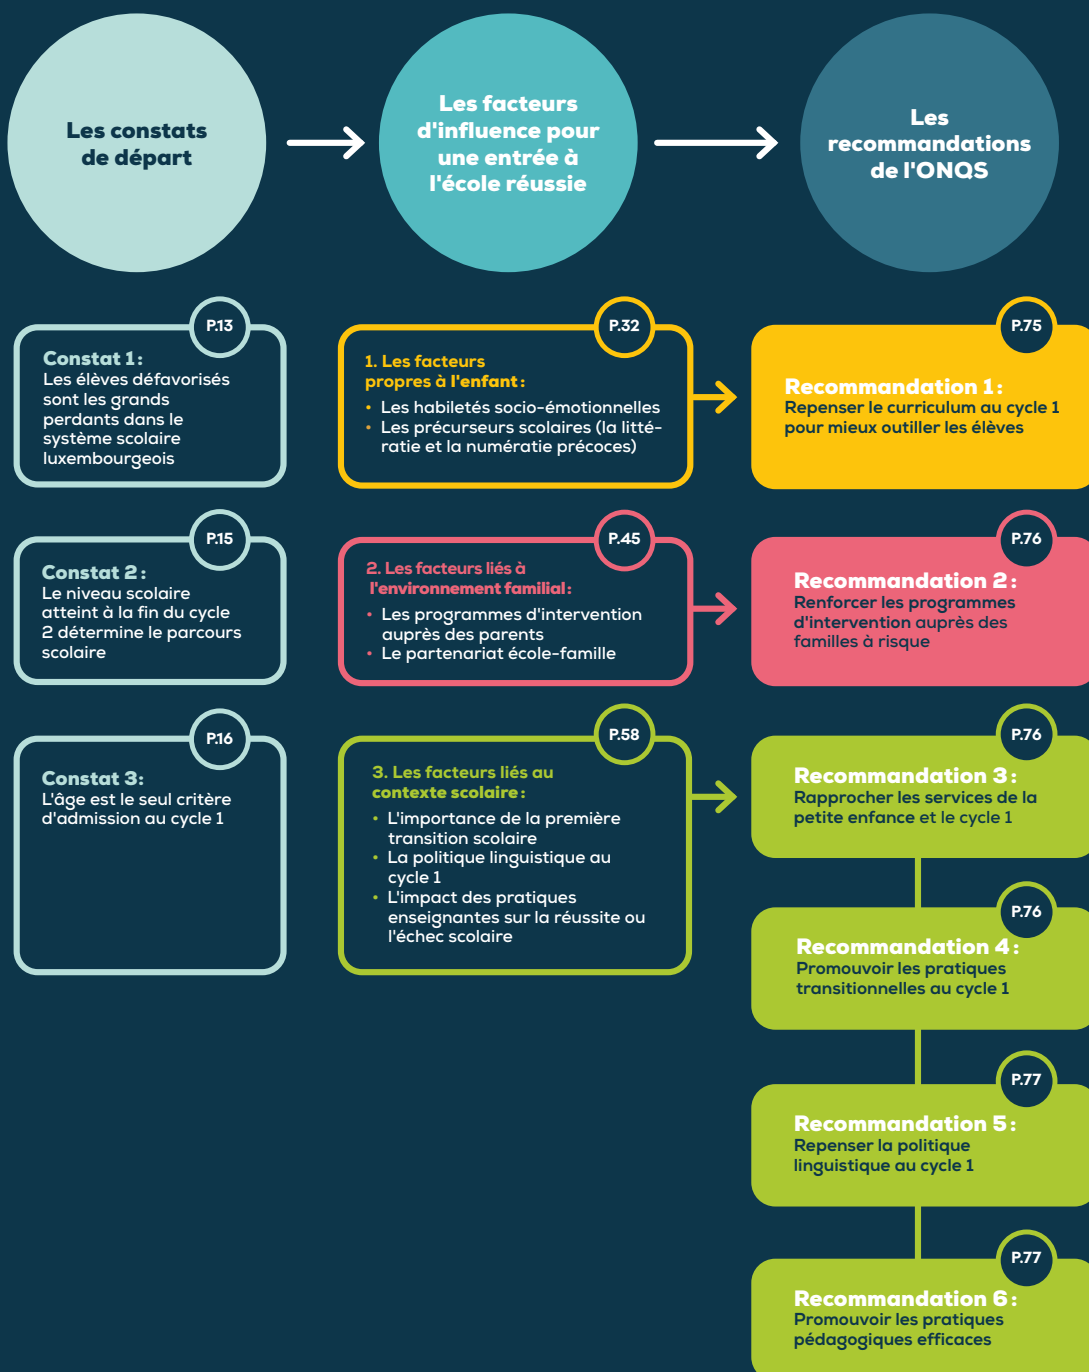 Les constats
de départ
Les facteurs
d'influence pour
une entrée à
l'école réussie
Les
recommandations
de l'ONQS
P.13
Constat 1 :
Les élèves défavorisés
sont les grands
perdants dans le
système scolaire
luxembourgeois
P.32
1. Les facteurs
propres à l'enfant :
• Les habiletés socio-émotionnelles
• Les précurseurs scolaires (la litté-
ratie et la numératie précoces)
P.75
Recommandation 1 :
Repenser le curriculum au cycle 1
pour mieux outiller les élèves
P.15
Constat 2 :
Le niveau scolaire
atteint à la fin du cycle
2 détermine le parcours
scolaire
P.45
2. Les facteurs liés à
l'environnement familial :
• Les programmes d'intervention
auprès des parents
• Le partenariat école-famille
P.76
Recommandation 2 :
Renforcer les programmes
d'intervention auprès des
familles à risque
P.16
Constat 3:
L'âge est le seul critère
d'admission au cycle 1
P.58
3. Les facteurs liés au
contexte scolaire :
• L'importance de la première
transition scolaire
• La politique linguistique au
cycle 1
• L'impact des pratiques
enseignantes sur la réussite ou
l'échec scolaire
P.76
Recommandation 3 :
Rapprocher les services de la
petite enfance et le cycle 1
P.76
Recommandation 4 :
Promouvoir les pratiques
transitionnelles au cycle 1
P.77
Recommandation 5 :
Repenser la politique
linguistique au cycle 1
P.77
Recommandation 6 :
Promouvoir les pratiques
pédagogiques efficaces